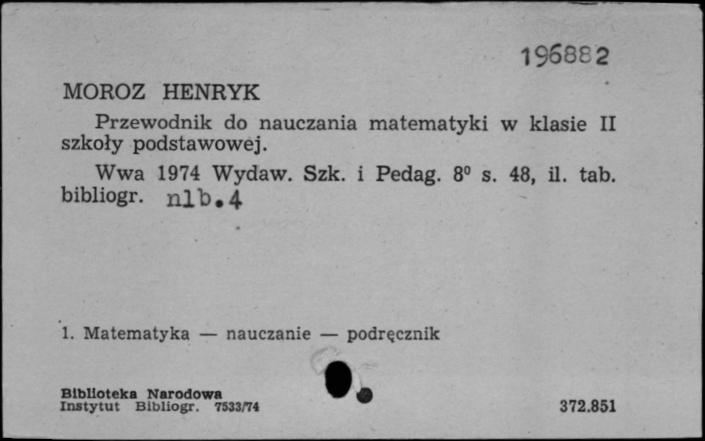 196882
MOROZ HENRYK
Przewodnik do nauczania matematyki w klasie II
szkoły podstawowej.
Wwa 1974 Wydaw. Szk. i Pedag. 8⁰ s. 48, il. tab.
bibliogr. nlb.4
1. Matematyka — nauczanie — podręcznik
Biblioteka Narodowa
Instytut Bibliogr. 7533/74
372.851